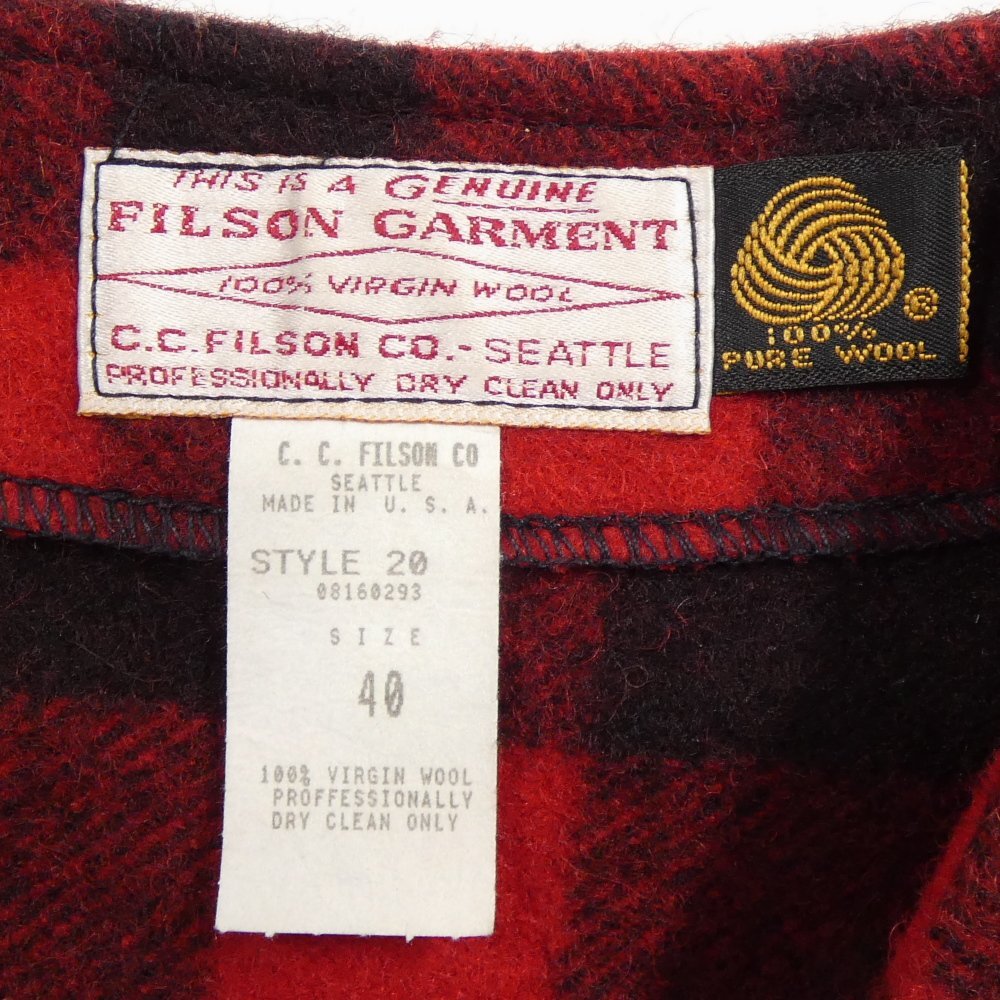 THIS IS A GENUINE
FILSON GARMENT
100% VIRGIN WOOL
C.C. FILSON CO.- SEATTLE
PROFESSIONALLY DRY CLEAN ONLY
®
100%
PURE WOOL
C. C. FILSON CO
SEATTLE
MADE IN U. S. A.
STYLE 20
08160293
SIZE
40
100% VIRGIN WOOL
PROFFESSIONALLY
DRY CLEAN ONLY